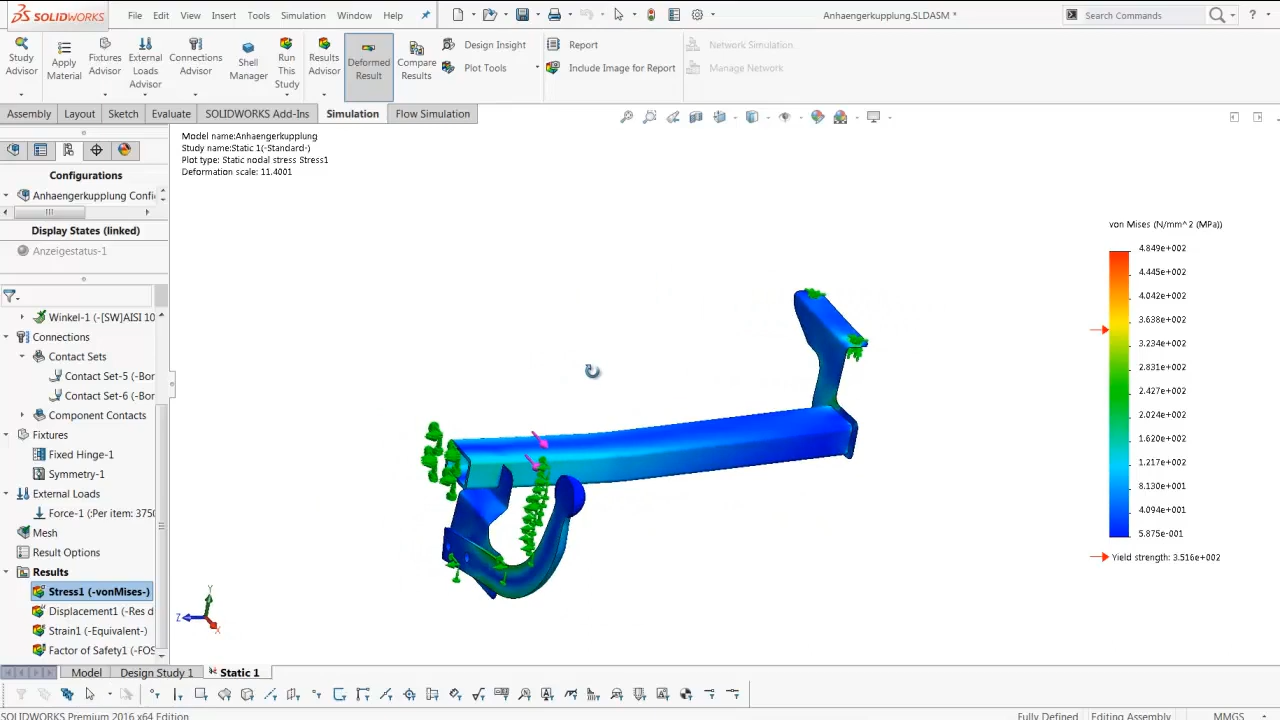 SOLIDWORKS File Edit View Insert Tools Simulation Window Help Anhaengerkupplung.SLDASM * Search Commands ?
Study Advisor
Apply Material
Fixtures Advisor
External Loads Advisor
Connections Advisor
Shell Manager
Run This Study
Results Advisor
Deformed Result
Compare Results
Design Insight
Plot Tools
Report
Include Image for Report
Network Simulation
Manage Network
Assembly Layout Sketch Evaluate SOLIDWORKS Add-Ins Simulation Flow Simulation
Configurations
Anhaengerkupplung Confi
Display States (linked)
Anzeigestatus-1
Winkel-1 (-[SW]AISI 10
Connections
Contact Sets
Contact Set-5 (-Bor
Contact Set-6 (-Bor
Component Contacts
Fixtures
Fixed Hinge-1
Symmetry-1
External Loads
Force-1 (:Per item: 375
Mesh
Result Options
Results
Stress1 (-vonMises-)
Displacement1 (-Res d
Strain1 (-Equivalent-)
Factor of Safety1 (-FOS
Model name:Anhaengerkupplung
Study name:Static 1(-Standard-)
Plot type: Static nodal stress Stress1
Deformation scale: 11.4001
von Mises (N/mm^2 (MPa))
4.849e+002
4.445e+002
4.042e+002
3.638e+002
3.234e+002
2.831e+002
2.427e+002
2.024e+002
1.620e+002
1.217e+002
8.130e+001
4.094e+001
5.875e-001
Yield strength: 3.516e+002
Y
Z
X
Model Design Study 1 Static 1
SOLIDWORKS Premium 2016 x64 Edition Fully Defined Editing Assembly MMGS